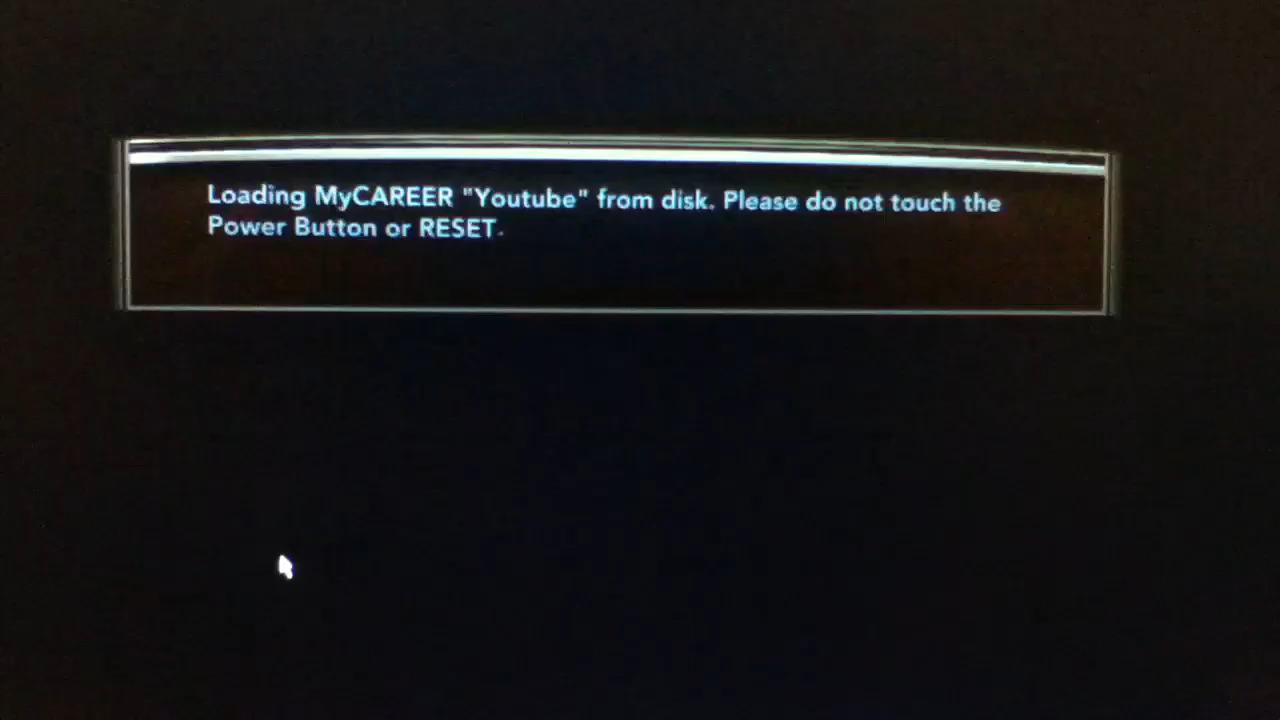 Loading MyCAREER "Youtube" from disk. Please do not touch the
Power Button or RESET.